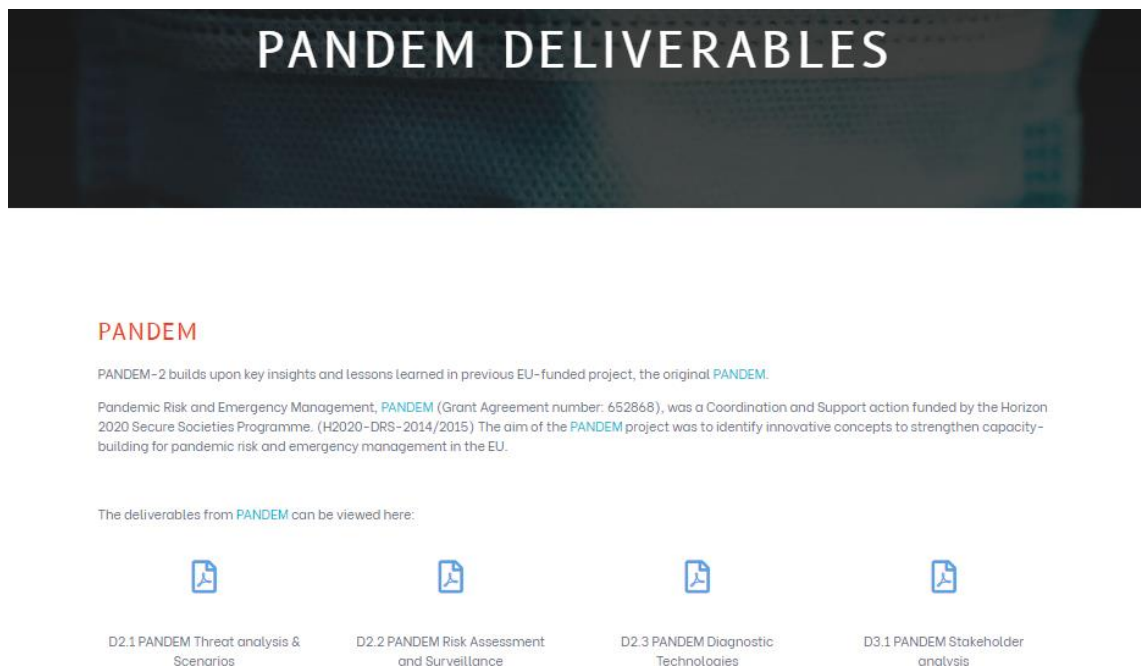 PANDEM DELIVERABLES
PANDEM
PANDEM-2 builds upon key insights and lessons learned in previous EU-funded project, the original PANDEM.
Pandemic Risk and Emergency Management, PANDEM (Grant Agreement number: 652868), was a Coordination and Support action funded by the Horizon
2020 Secure Societies Programme. (H2020-DRS-2014/2015) The aim of the PANDEM project was to identify innovative concepts to strengthen capacity-
building for pandemic risk and emergency management in the EU.
The deliverables from PANDEM can be viewed here:
D2.1 PANDEM Threat analysis &
Scenarios
D2.2 PANDEM Risk Assessment
and Surveillance
D2.3 PANDEM Diagnostic
Technologies
D3.1 PANDEM Stakeholder
analysis